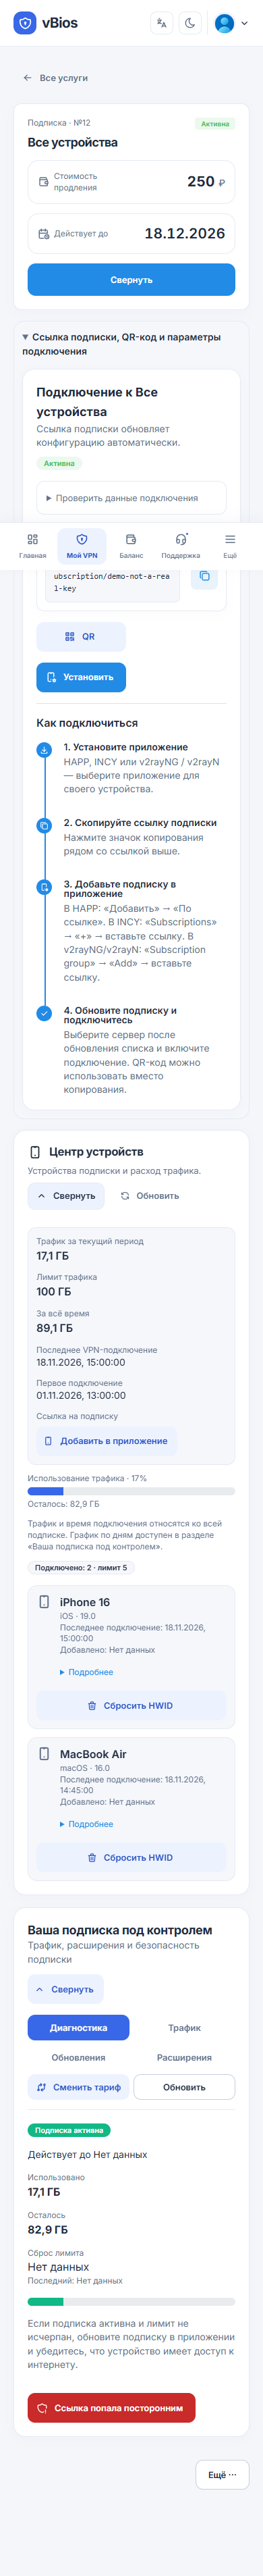 vBios
Все услуги
Подписка · №12
Активна
Все устройства
Стоимость
продления
250 ₽
Действует до
18.12.2026
Свернуть
▼ Ссылка подписки, QR-код и параметры
подключения
Подключение к Все
устройства
Ссылка подписки обновляет
конфигурацию автоматически.
Активна
▶ Проверить данные подключения
Главная
Мой VPN
Баланс
Поддержка
Ещё
ubscription/demo-not-a-rea
l-key
QR
Установить
Как подключиться
1. Установите приложение
HAPP, INCY или v2rayNG / v2rayN
— выберите приложение для
своего устройства.
2. Скопируйте ссылку подписки
Нажмите значок копирования
рядом со ссылкой выше.
3. Добавьте подписку в
приложение
В HAPP: «Добавить» → «По
ссылке». В INCY: «Subscriptions»
→ «+» → вставьте ссылку. В
v2rayNG/v2rayN: «Subscription
group» → «Add» → вставьте
ссылку.
4. Обновите подписку и
подключитесь
Выберите сервер после
обновления списка и включите
подключение. QR-код можно
использовать вместо
копирования.
Центр устройств
Устройства подписки и расход трафика.
Свернуть
Обновить
Трафик за текущий период
17,1 ГБ
Лимит трафика
100 ГБ
За всё время
89,1 ГБ
Последнее VPN-подключение
18.11.2026, 15:00:00
Первое подключение
01.11.2026, 13:00:00
Ссылка на подписку
Добавить в приложение
Использование трафика · 17%
Осталось: 82,9 ГБ
Трафик и время подключения относятся ко всей
подписке. График по дням доступен в разделе
«Ваша подписка под контролем».
Подключено: 2 · лимит 5
iPhone 16
iOS · 19.0
Последнее подключение: 18.11.2026,
15:00:00
Добавлено: Нет данных
▶ Подробнее
Сбросить HWID
MacBook Air
macOS · 16.0
Последнее подключение: 18.11.2026,
14:45:00
Добавлено: Нет данных
▶ Подробнее
Сбросить HWID
Ваша подписка под контролем
Трафик, расширения и безопасность
подписки
Свернуть
Диагностика
Трафик
Обновления
Расширения
Сменить тариф
Обновить
Подписка активна
Действует до Нет данных
Использовано
17,1 ГБ
Осталось
82,9 ГБ
Сброс лимита
Нет данных
Последний: Нет данных
Если подписка активна и лимит не
исчерпан, обновите подписку в приложении
и убедитесь, что устройство имеет доступ к
интернету.
Ссылка попала посторонним
Ещё ···